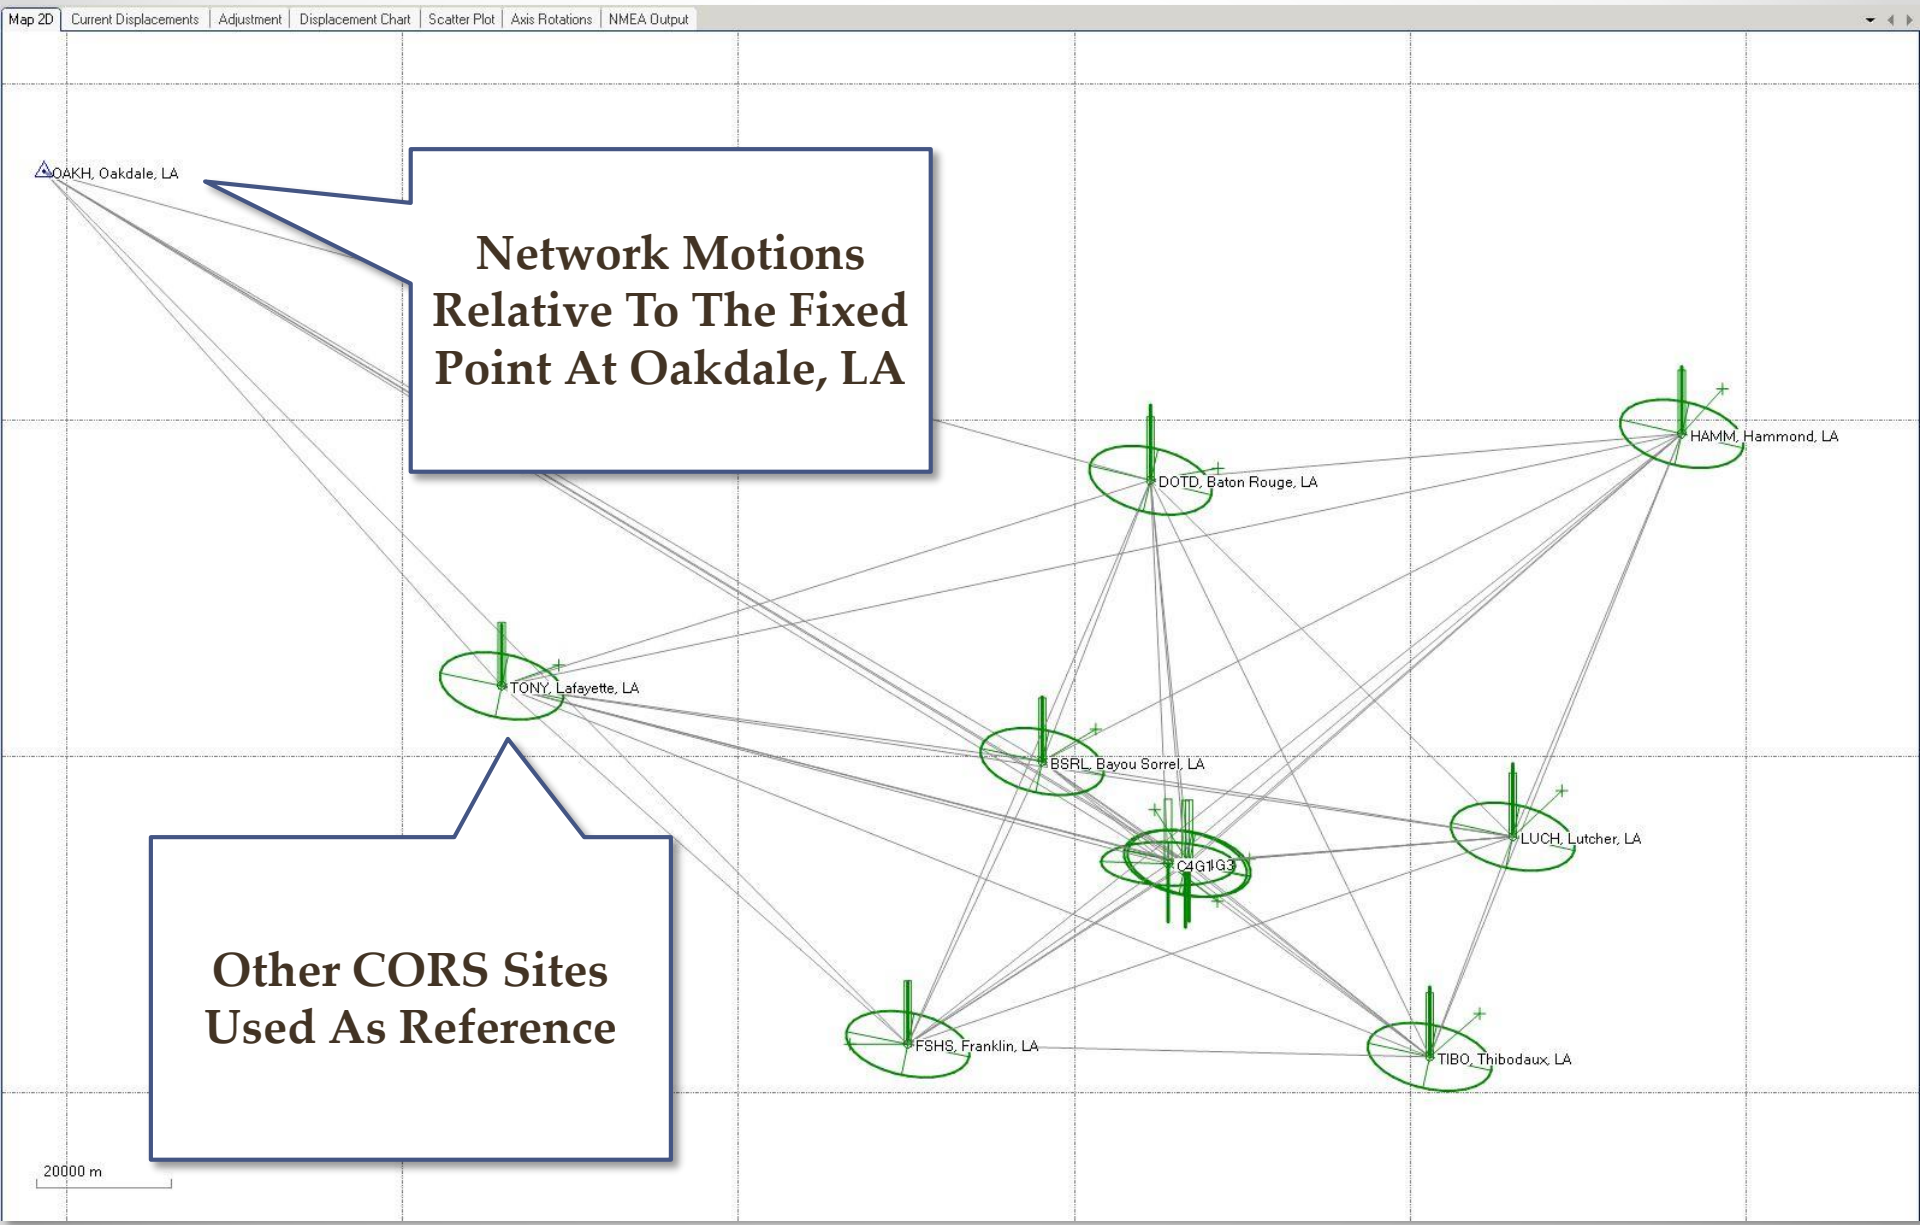 Map 2D Current Displacements Adjustment Displacement Chart Scatter Plot Axis Rotations NMEA Output
OAKH, Oakdale, LA
Network Motions
Relative To The Fixed
Point At Oakdale, LA
HAMM, Hammond, LA
DOTD, Baton Rouge, LA
TONY, Lafayette, LA
BSRL, Bayou Sorrel, LA
LUCH, Lutcher, LA
C4G1
G3
Other CORS Sites
Used As Reference
FSHS, Franklin, LA
TIBO, Thibodaux, LA
20000 m